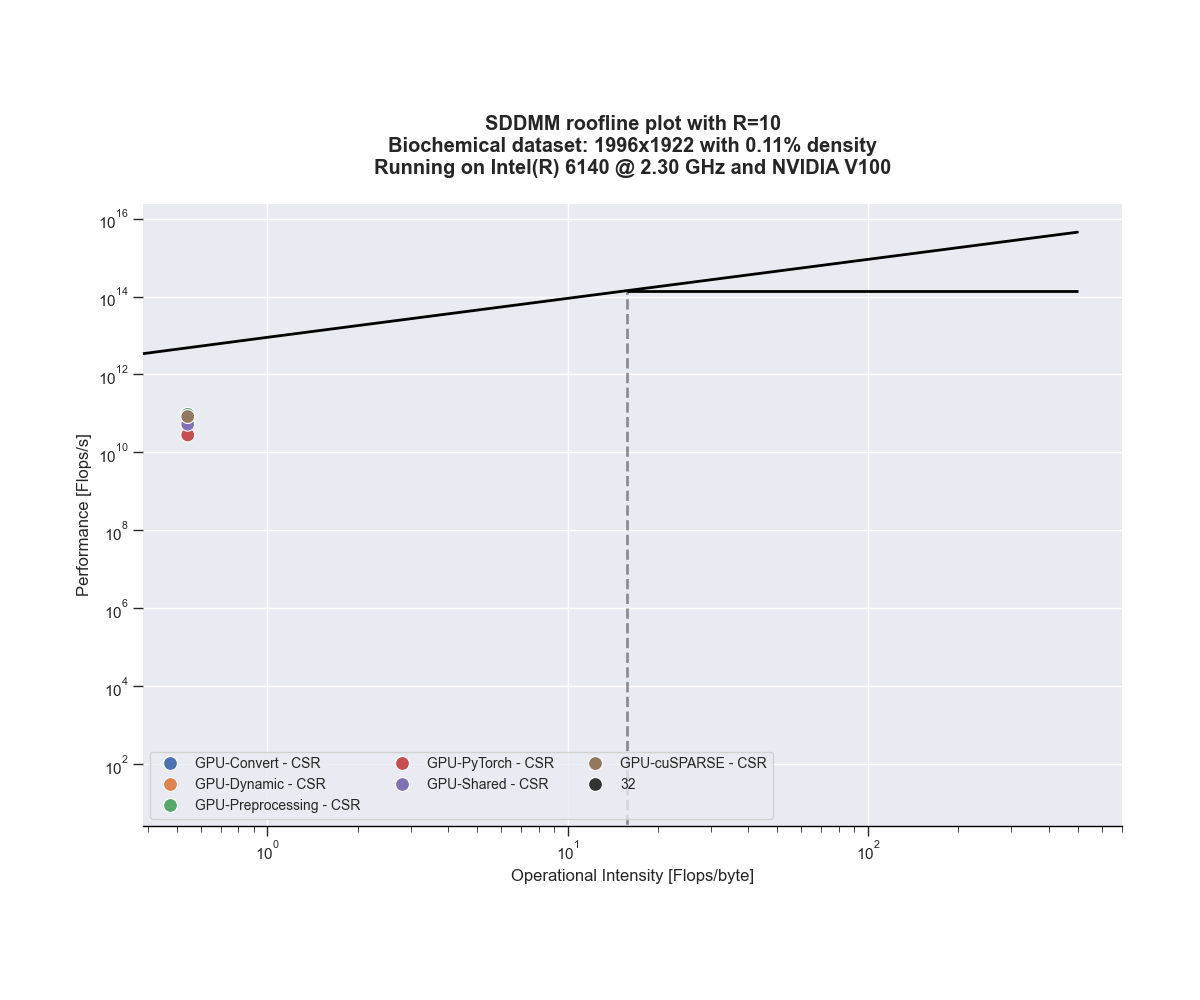 SDDMM roofline plot with R=10
Biochemical dataset: 1996x1922 with 0.11% density
Running on Intel(R) 6140 @ 2.30 GHz and NVIDIA V100
10^16
10^14
10^12
10^10
10^8
10^6
10^4
10^2
Performance [Flops/s]
GPU-Convert - CSR
GPU-Dynamic - CSR
GPU-Preprocessing - CSR
GPU-PyTorch - CSR
GPU-Shared - CSR
GPU-cuSPARSE - CSR
32
10^0
10^1
10^2
Operational Intensity [Flops/byte]